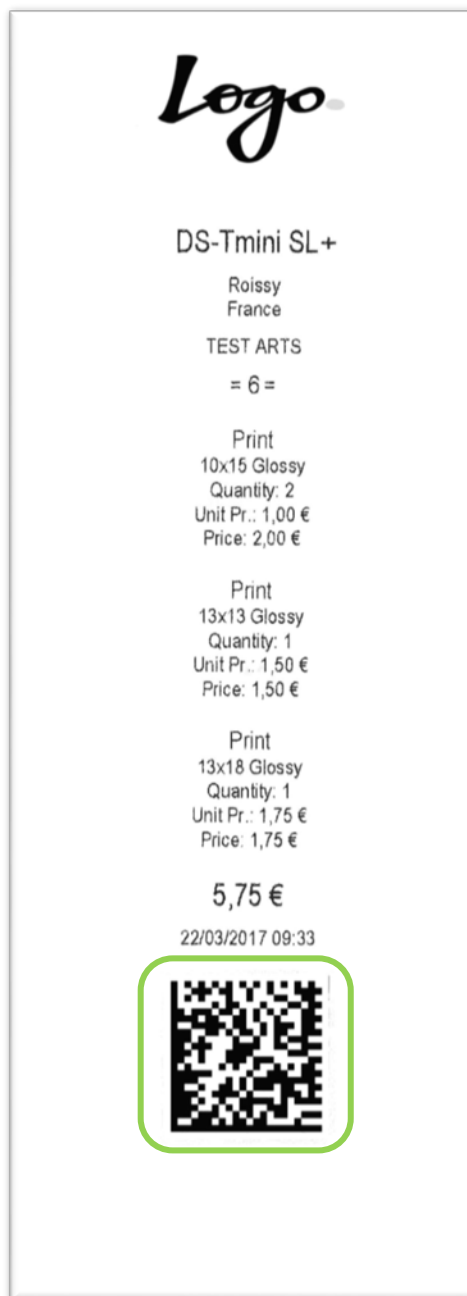 Logo
DS-Tmini SL+
Roissy
France
TEST ARTS
= 6 =
Print
10x15 Glossy
Quantity: 2
Unit Pr.: 1,00 €
Price: 2,00 €
Print
13x13 Glossy
Quantity: 1
Unit Pr.: 1,50 €
Price: 1,50 €
Print
13x18 Glossy
Quantity: 1
Unit Pr.: 1,75 €
Price: 1,75 €
5,75 €
22/03/2017 09:33